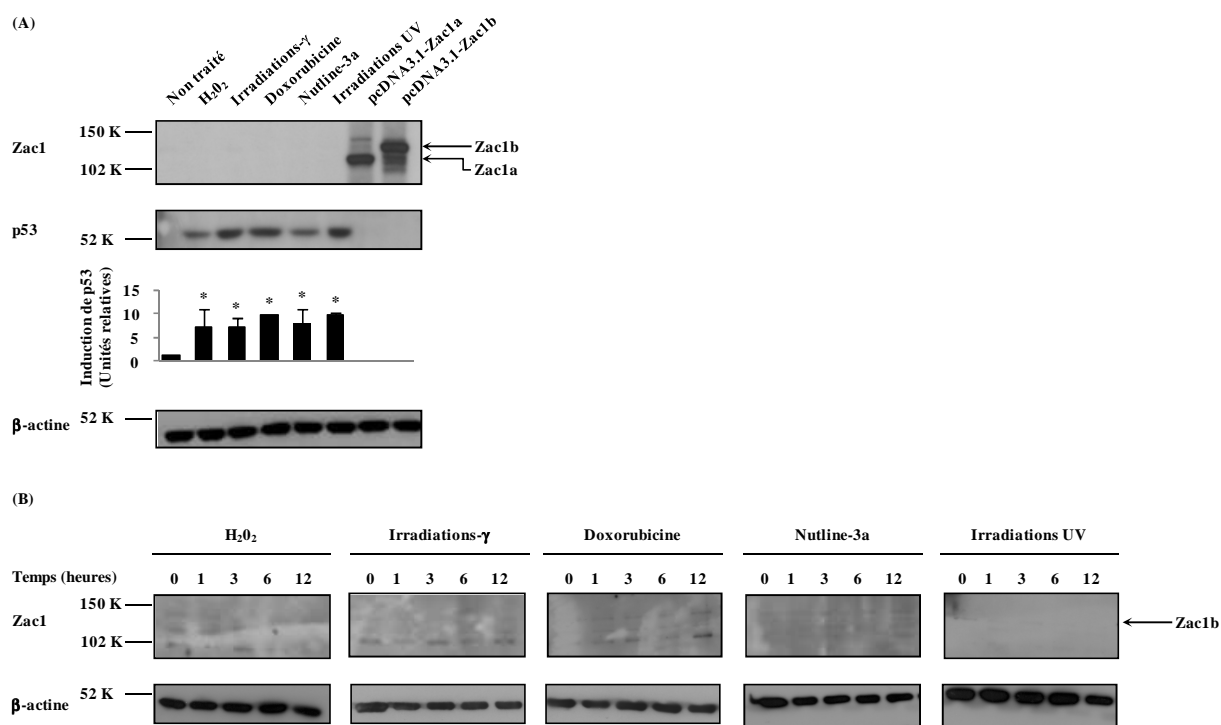 (A)
Non traité
H₂0₂
Irradiations-γ
Doxorubicine
Nutline-3a
Irradiations UV
pcDNA3.1-Zac1a
pcDNA3.1-Zac1b
Zac1
150 K
102 K
Zac1b
Zac1a
p53
52 K
Induction de p53
(Unités relatives)
15
10
5
0
* * * * *
β-actine
52 K
(B)
H₂0₂ Irradiations-γ Doxorubicine Nutline-3a Irradiations UV
Temps (heures) 0 1 3 6 12 0 1 3 6 12 0 1 3 6 12 0 1 3 6 12 0 1 3 6 12
Zac1
150 K
102 K
Zac1b
β-actine
52 K